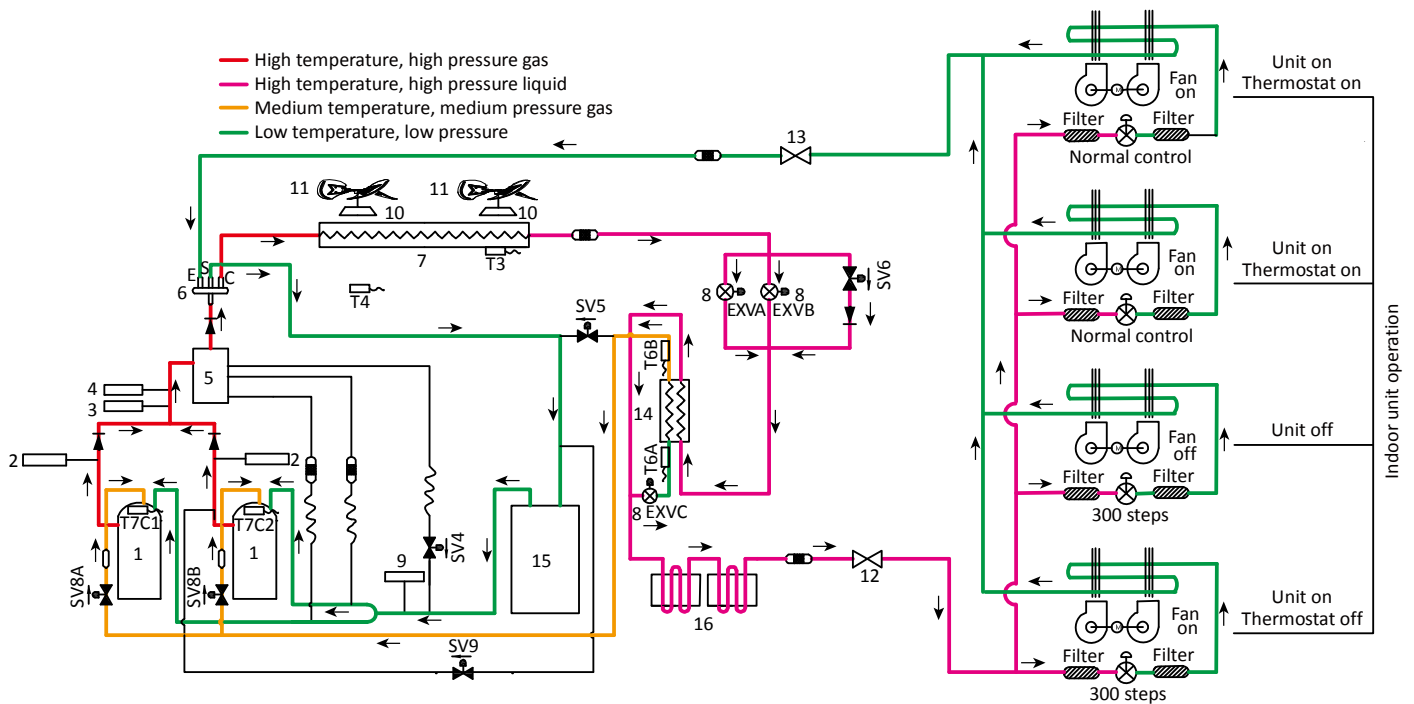 High temperature, high pressure gas
High temperature, high pressure liquid
Medium temperature, medium pressure gas
Low temperature, low pressure
Unit on
Thermostat on
Fan
on
M
Filter
Filter
Normal control
13
11
11
10
10
7
T3
T4
E
S
C
6
8
8
EXVA
EXVB
SV6
Unit on
Thermostat on
Fan
on
M
Filter
Filter
Normal control
SV5
T6B
14
T6A
8
EXVC
5
4
3
2
2
T7C1
T7C2
1
1
SV8A
SV8B
9
SV4
15
SV9
16
12
Unit off
Fan
off
M
Filter
Filter
300 steps
Unit on
Thermostat off
Fan
on
M
Filter
Filter
300 steps
Indoor unit operation